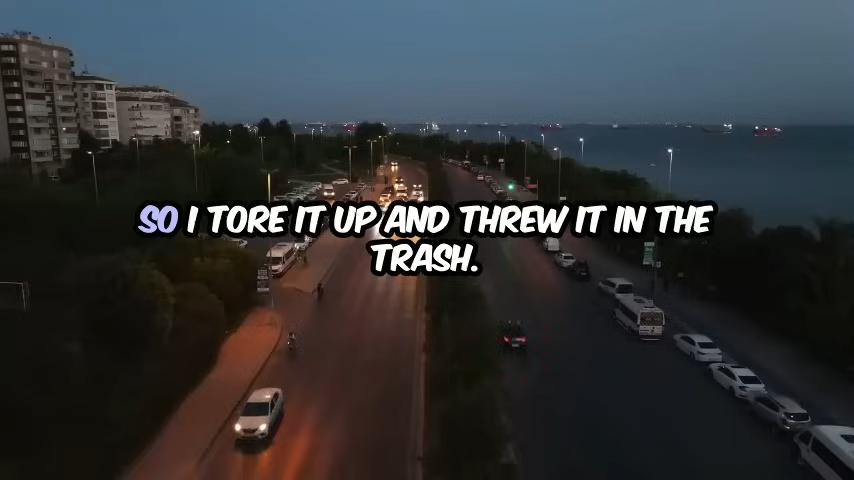 SO I TORE IT UP AND THREW IT IN THE
TRASH.